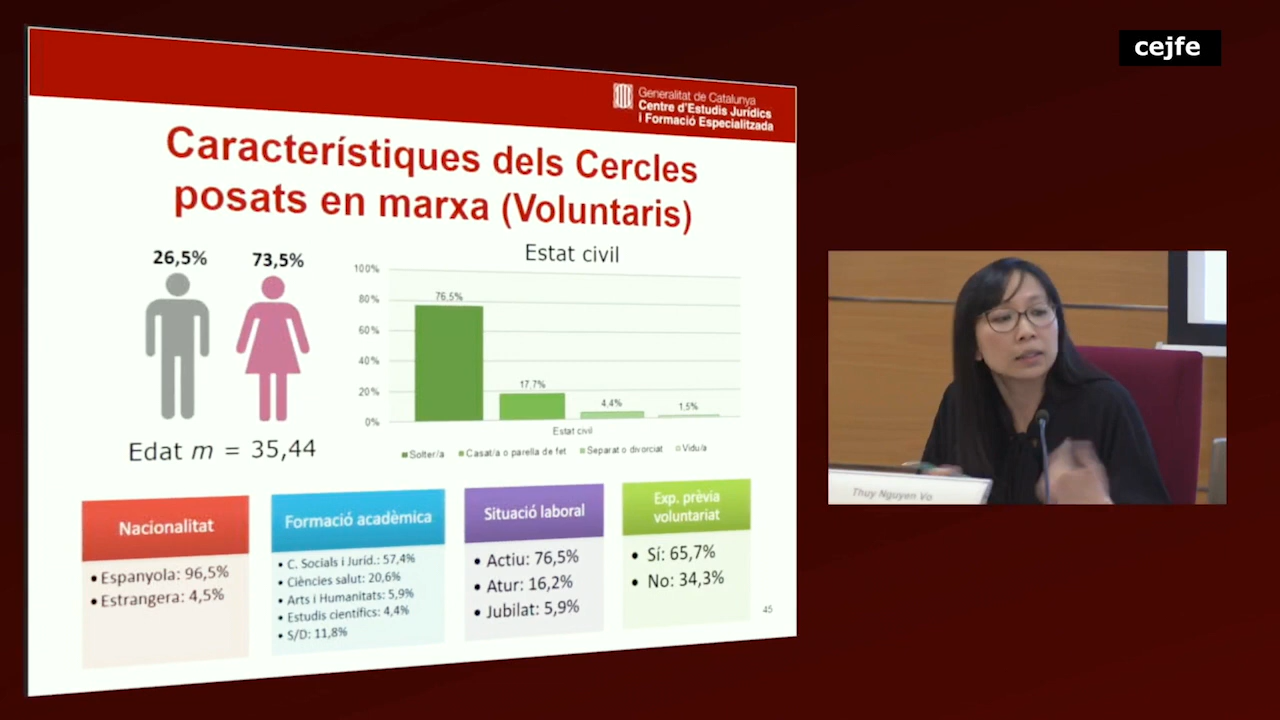 cejfe
Generalitat de Catalunya
Centre d'Estudis Jurídics
i Formació Especialitzada
Característiques dels Cercles
posats en marxa (Voluntaris)
26,5%
73,5%
Edat m = 35,44
Estat civil
100%
80%
60%
40%
20%
0%
76,5%
17,7%
4,4%
1,5%
Estat civil
Solter/a
Casat/a o parella de fet
Separat o divorciat
Vidu/a
Nacionalitat
• Espanyola: 96,5%
• Estrangera: 4,5%
Formació acadèmica
• C. Socials i Juríd.: 57,4%
• Ciències salut: 20,6%
• Arts i Humanitats: 5,9%
• Estudis científics: 4,4%
• S/D: 11,8%
Situació laboral
• Actiu: 76,5%
• Atur: 16,2%
• Jubilat: 5,9%
Exp. prèvia
voluntariat
• Sí: 65,7%
• No: 34,3%
45
Thuy Nguyen Vo